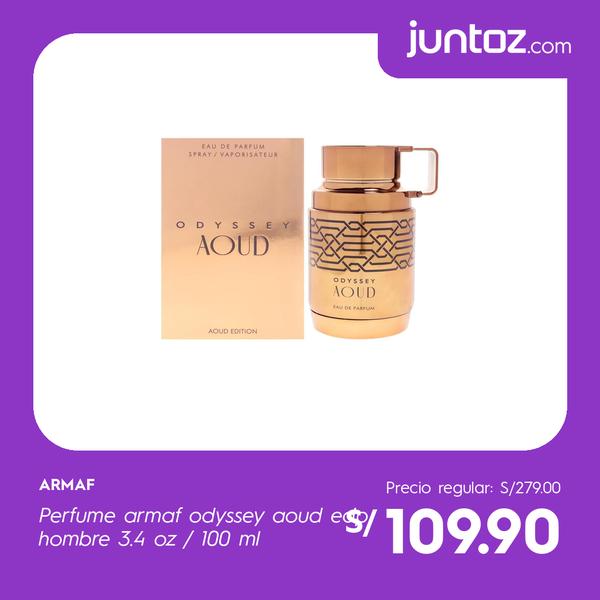 juntoz.com
EAU DE PARFUM
SPRAY / VAPORISATEUR
ODYSSEY
AOUD
AOUD EDITION
ODYSSEY
AOUD
EAU DE PARFUM
ARMAF
Perfume armaf odyssey aoud edp
hombre 3.4 oz / 100 ml
Precio regular: S/279.00
S/ 109.90